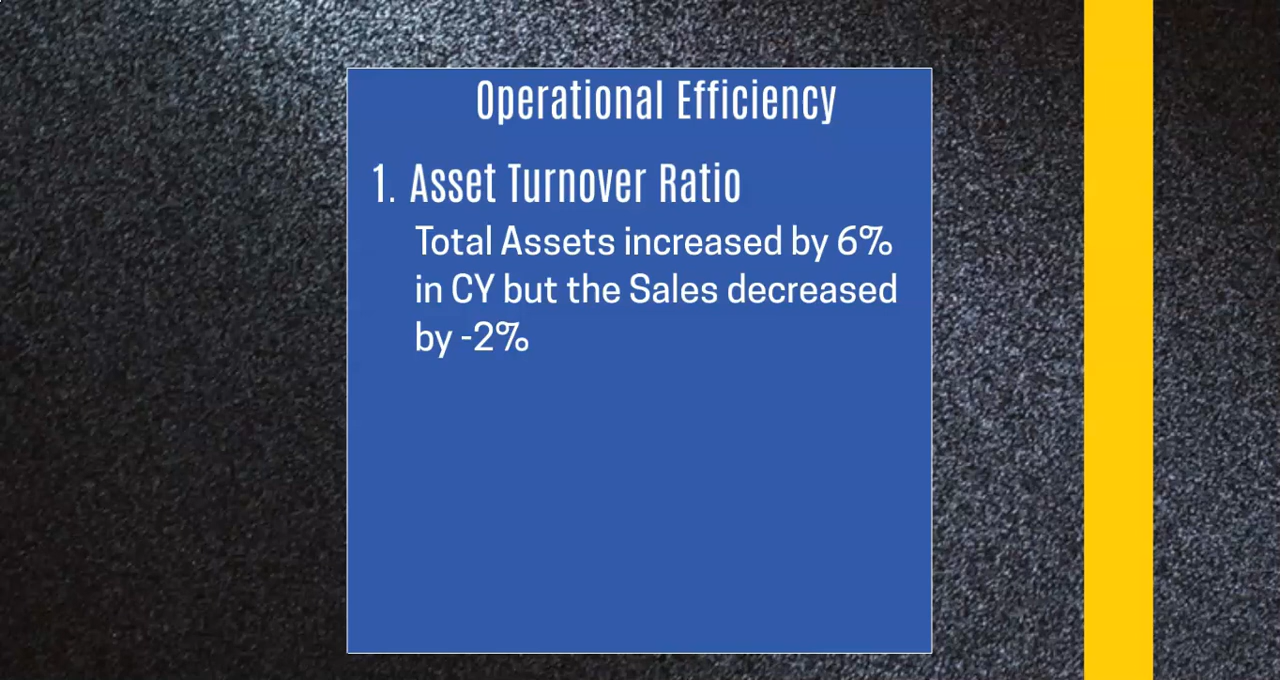 Operational Efficiency
1. Asset Turnover Ratio
Total Assets increased by 6%
in CY but the Sales decreased
by -2%